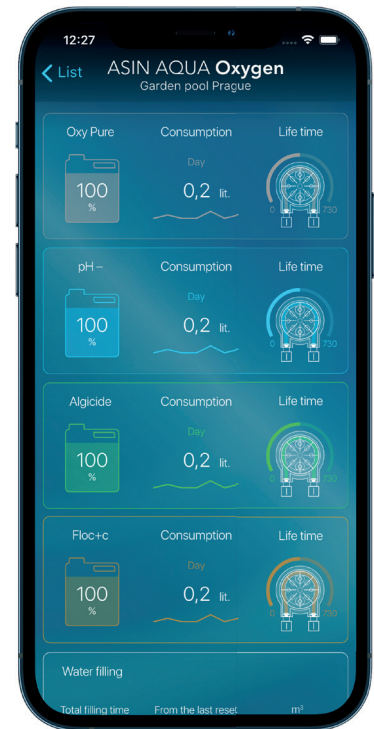 12:27
List
ASIN AQUA Oxygen
Garden pool Prague
Oxy Pure Consumption Life time
Day
100 % 0,2 lit.
0 730
pH – Consumption Life time
Day
100 % 0,2 lit.
0 730
Algicide Consumption Life time
Day
100 % 0,2 lit.
0 730
Floc+c Consumption Life time
Day
100 % 0,2 lit.
0 730
Water filling
Total filling time From the last reset m³